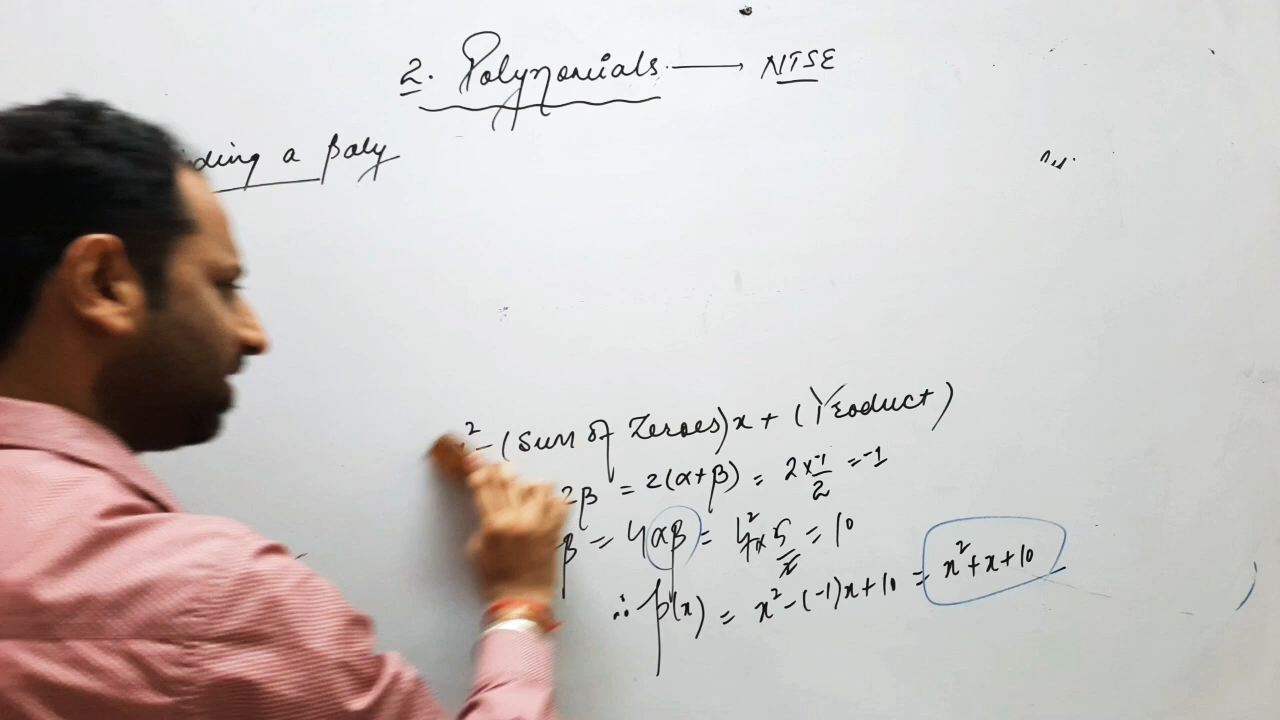 2. Polynomials. → NTSE
ding a Poly
x² - (Sum of Zeroes)x + (Product)
2β = 2(α+β) = 2 × -1/2 = -1
β = 4αβ = 4² × 5/2 = 10
∴ p(x) = x² - (-1)x + 10 = x² + x + 10